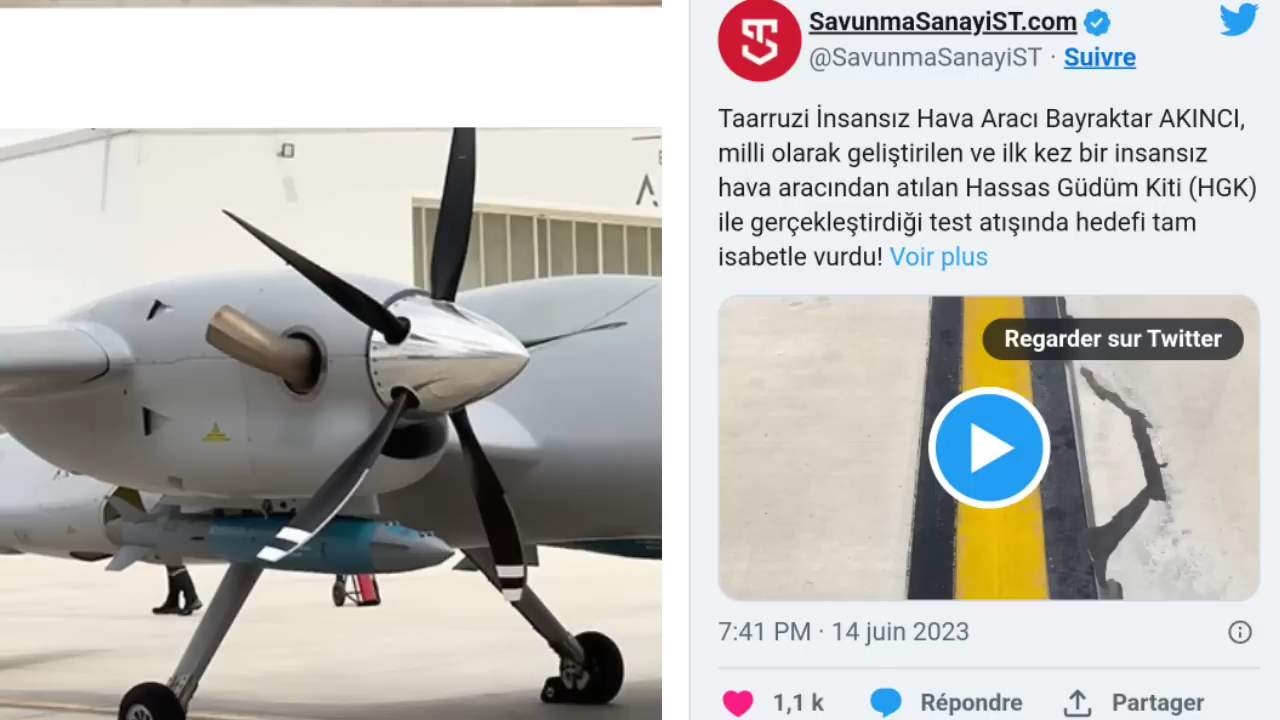 SavunmaSanayiST.com
@SavunmaSanayiST · Suivre
Taarruzi İnsansız Hava Aracı Bayraktar AKINCI,
milli olarak geliştirilen ve ilk kez bir insansız
hava aracından atılan Hassas Güdüm Kiti (HGK)
ile gerçekleştirdiği test atışında hedefi tam
isabetle vurdu! Voir plus
Regarder sur Twitter
7:41 PM · 14 juin 2023
1,1 k Répondre Partager